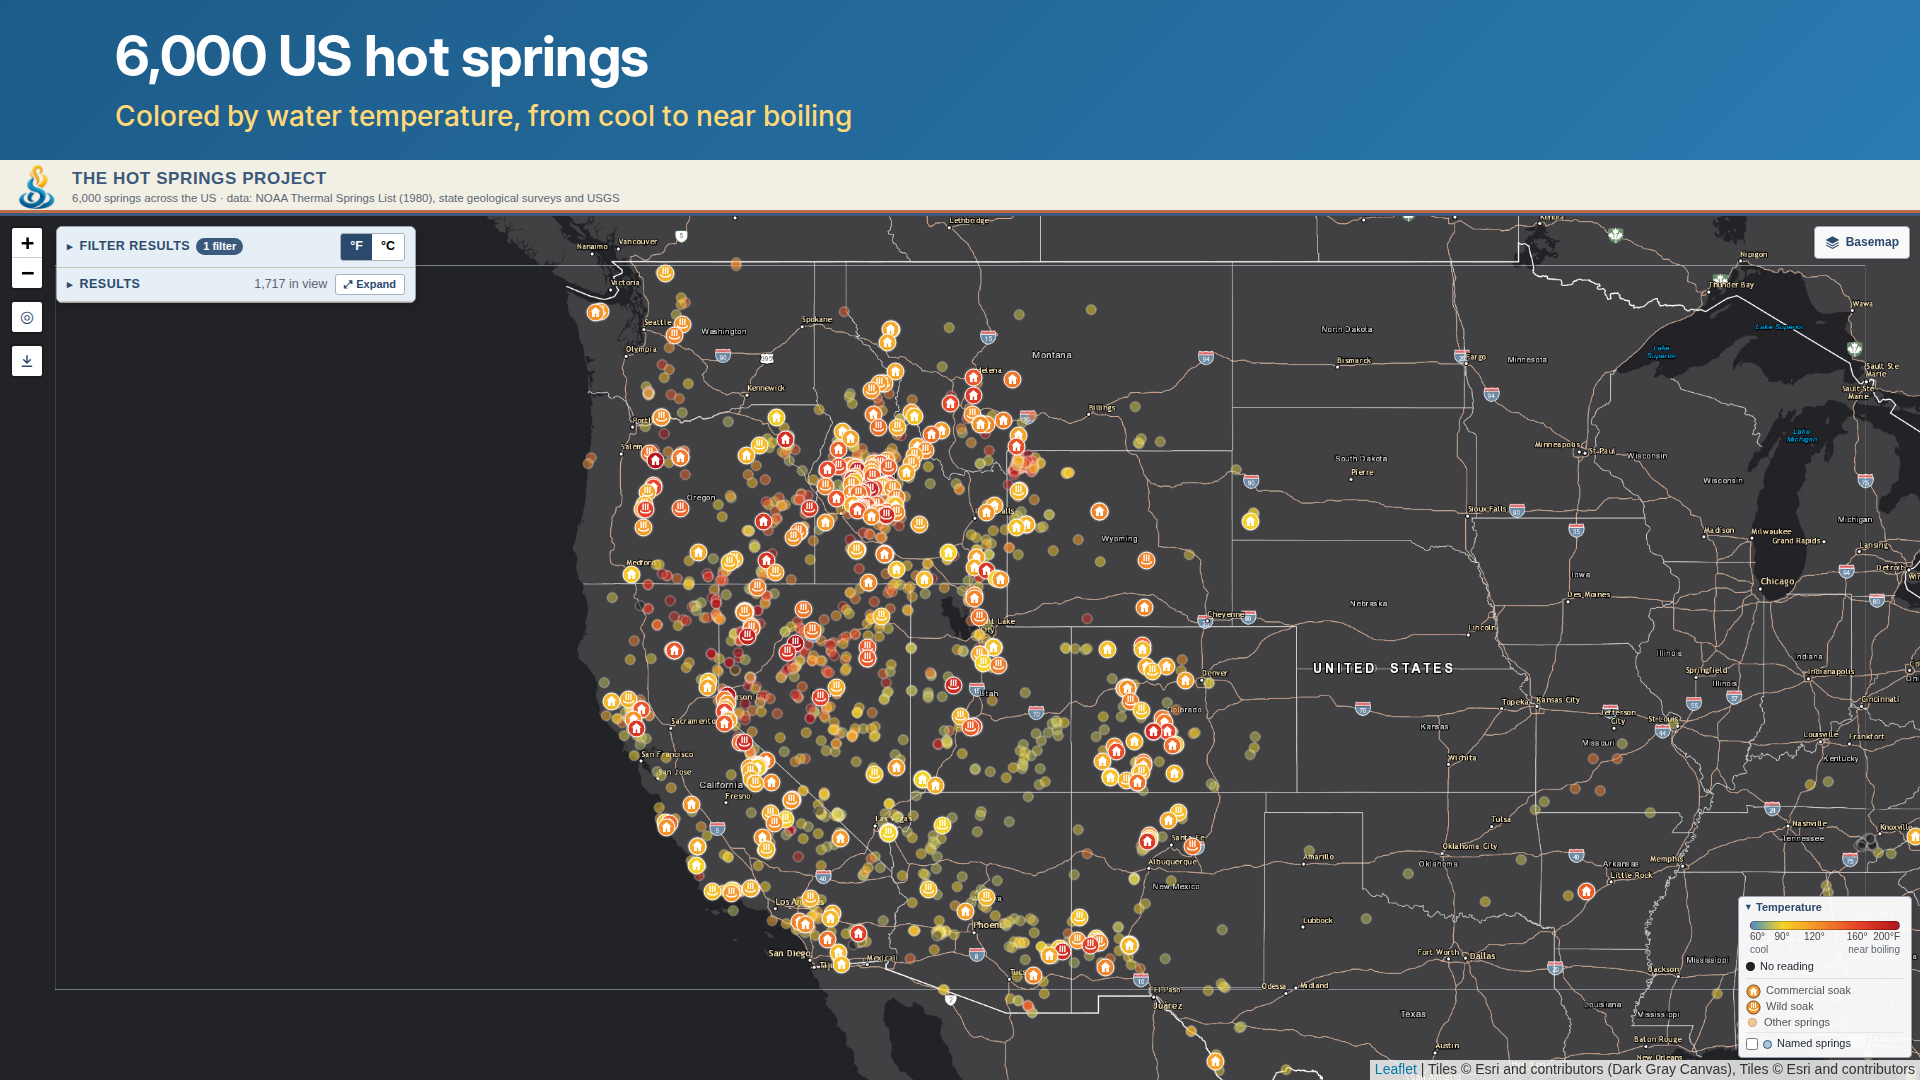 6,000 US hot springs
Colored by water temperature, from cool to near boiling
THE HOT SPRINGS PROJECT
6,000 springs across the US · data: NOAA Thermal Springs List (1980), state geological surveys and USGS
+
−
▸ FILTER RESULTS 1 filter °F °C
▸ RESULTS 1,717 in view Expand
Basemap
Lethbridge
Kenora
Nanaimo
Vancouver
Victoria
Nipigon
Thunder Bay
Wawa
Lake Superior
Lake
Superior
Seattle
Washington
Spokane
Olympia
Montana
North Dakota
Bismarck
Fargo
Minnesota
Sault Ste
Marie
Sault Ste
Marie
Helena
Kennewick
Billings
Salem
Lake
Michigan
Minneapolis
St Paul
Wisconsin
South Dakota
Pierre
Wisconsin
Oregon
Sioux Falls
Michigan
Wyoming
Madison
Milwaukee
Grand Rapids
Lansing
Medford
Detroit
Iowa
Chicago
Des Moines
Nebraska
Cheyenne
Lincoln
Illinois
Indiana
UNITED STATES
Denver
Springfield
Illinois
Indianapolis
Utah
Topeka
Kansas City
Cincinnati
Colorado
Jefferson
City
St Louis
Sacramento
Kansas
Missouri
Louisville
Frankfort
San Francisco
San Jose
Wichita
Kentucky
California
Fresno
Las Vegas
Tulsa
Nashville
Tennessee
Knoxville
Santa Fe
Albuquerque
Amarillo
Oklahoma City
Oklahoma
Arkansas
Memphis
Little Rock
New Mexico
Los Angeles
Lubbock
San Diego
Mexicali
Fort Worth
Dallas
Mississippi
Jackson
El Paso
Juárez
Odessa
Midland
Texas
Louisiana
Mississippi
Austin
Baton Rouge
New Orleans
▾ Temperature
60° 90° 120° 160° 200°F
cool near boiling
No reading
Commercial soak
Wild soak
Other springs
Named springs
Leaflet | Tiles © Esri and contributors (Dark Gray Canvas), Tiles © Esri and contributors